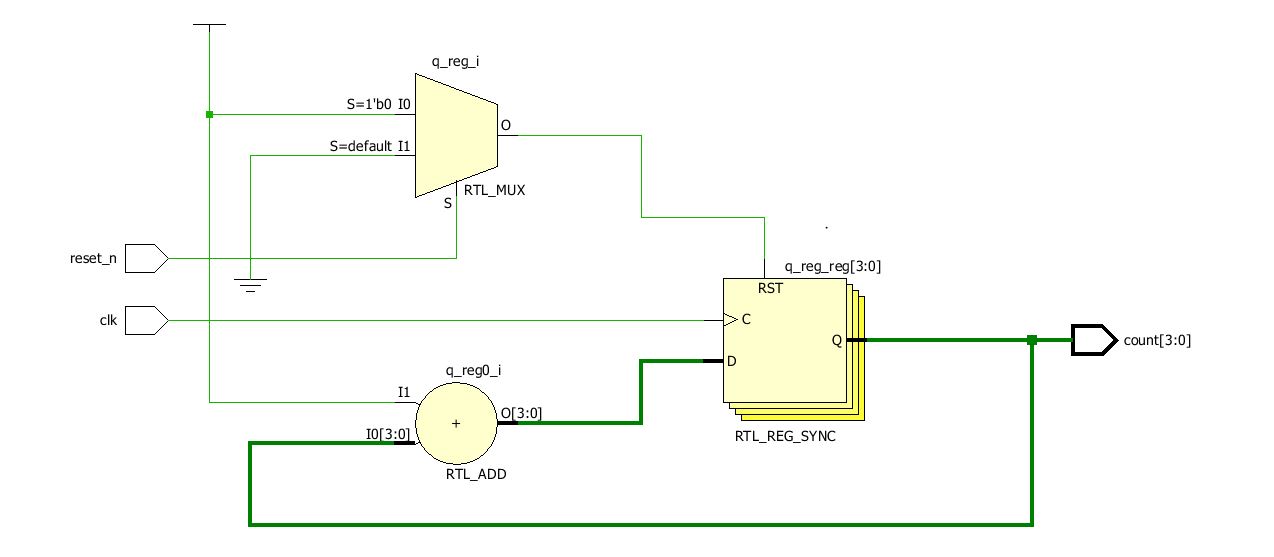 q_reg_i
S=1'b0 I0
O
S=default I1
RTL_MUX
S
reset_n
q_reg_reg[3:0]
RST
clk
C
Q
count[3:0]
D
q_reg0_i
I1
O[3:0]
+
I0[3:0]
RTL_REG_SYNC
RTL_ADD